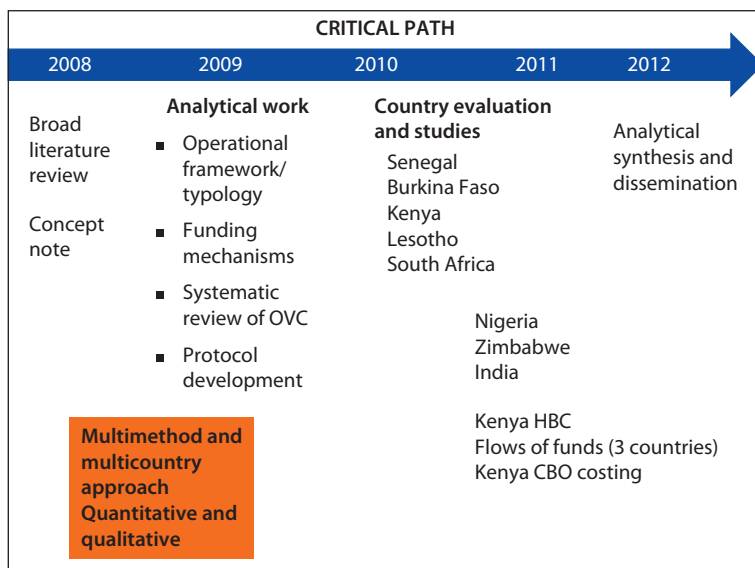 CRITICAL PATH
2008 2009 2010 2011 2012
Broad
literature
review
Concept
note
Analytical work
■ Operational
framework/
typology
■ Funding
mechanisms
■ Systematic
review of OVC
■ Protocol
development
Country evaluation
and studies
Senegal
Burkina Faso
Kenya
Lesotho
South Africa
Nigeria
Zimbabwe
India
Kenya HBC
Flows of funds (3 countries)
Kenya CBO costing
Analytical
synthesis and
dissemination
Multimethod and
multicountry
approach
Quantitative and
qualitative